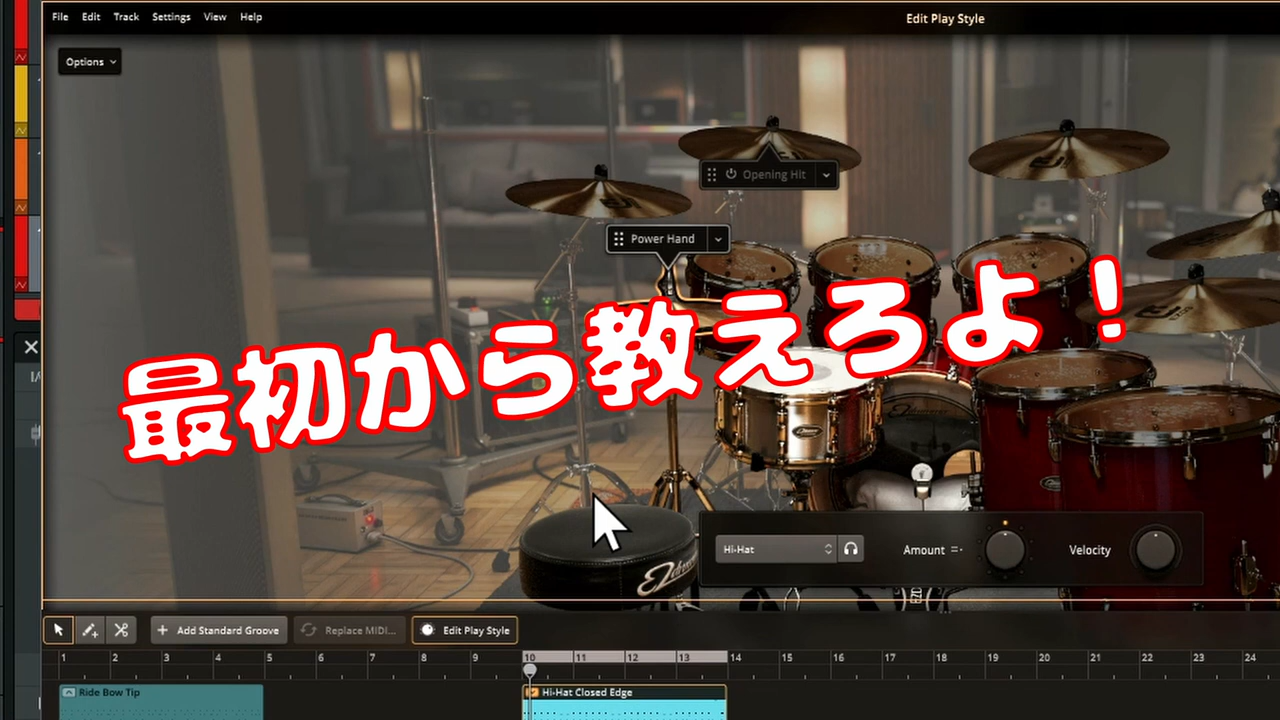 File Edit Track Settings View Help
Edit Play Style
Options
Opening Hit
Power Hand
最初から教えろよ！
Hi-Hat
Amount
Velocity
Add Standard Groove
Replace MIDI...
Edit Play Style
1 2 3 4 5 6 7 8 9 10 11 12 13 14 15 16 17 18 19 20 21 22 23 24
Ride Bow Tip
Hi-Hat Closed Edge